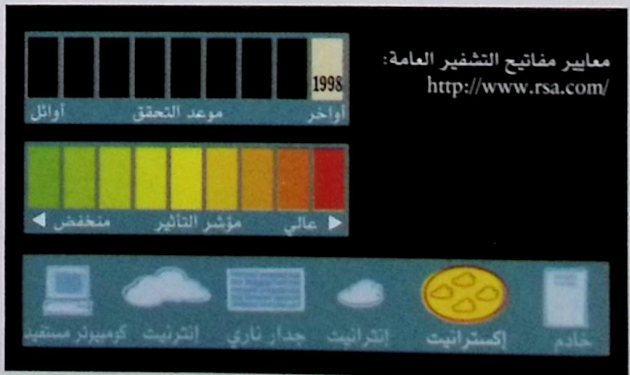 معايير مفاتيح التشفير العامة:
http://www.rsa.com/
1998
أواخر موعد التحقق أوائل
عالي مؤشر التأثير منخفض
خادم إكسترانيت إنترانيت جدار ناري انترنيت كومبيوتر مستفيد